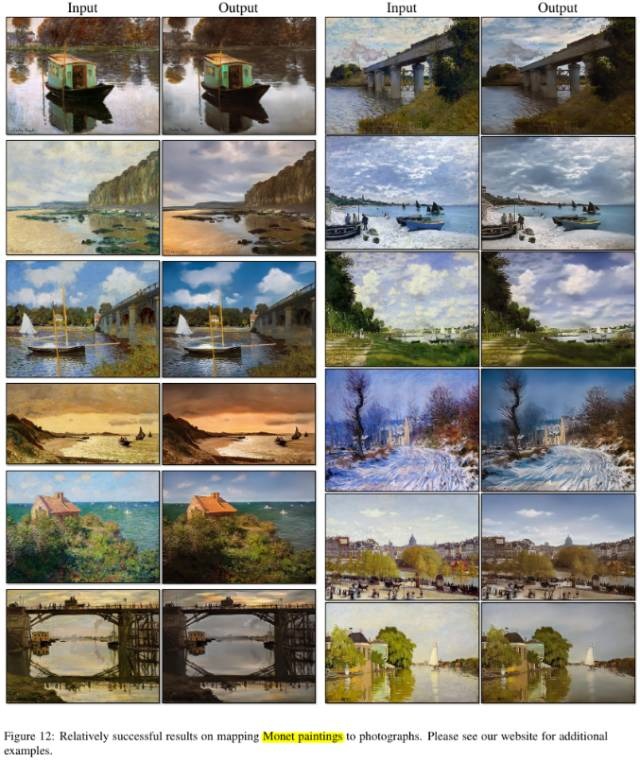 Input Output Input Output
Figure 12: Relatively successful results on mapping Monet paintings to photographs. Please see our website for additional
examples.